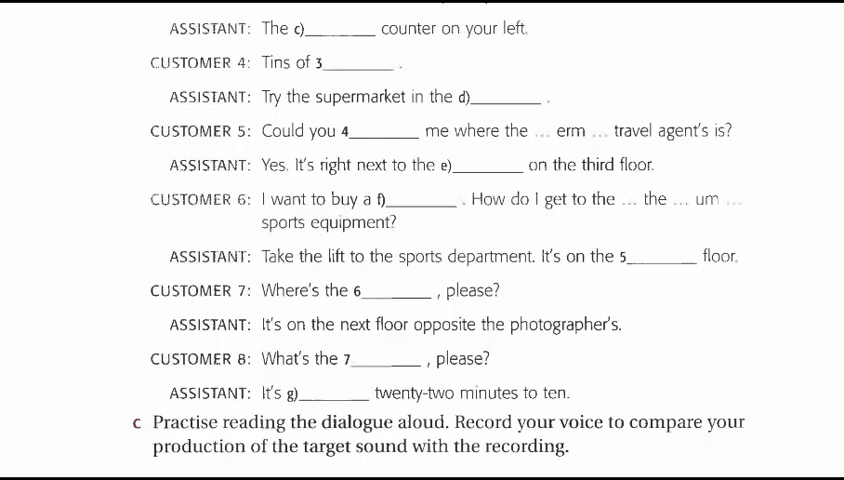 ASSISTANT: The c)________ counter on your left.
CUSTOMER 4: Tins of 3________ .
ASSISTANT: Try the supermarket in the d)________ .
CUSTOMER 5: Could you 4________ me where the ... erm ... travel agent's is?
ASSISTANT: Yes. It's right next to the e)________ on the third floor.
CUSTOMER 6: I want to buy a f)________ . How do I get to the ... the ... um ...
sports equipment?
ASSISTANT: Take the lift to the sports department. It's on the 5________ floor.
CUSTOMER 7: Where's the 6________ , please?
ASSISTANT: It's on the next floor opposite the photographer's.
CUSTOMER 8: What's the 7________ , please?
ASSISTANT: It's g)________ twenty-two minutes to ten.
C Practise reading the dialogue aloud. Record your voice to compare your
production of the target sound with the recording.